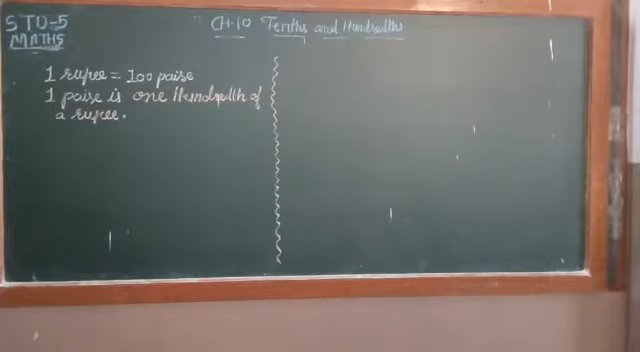 STD-5
MATHS
CH-10 Tenths and Hundredths
1 rupee = 100 paise
1 paise is one Hundredth of
a rupee.